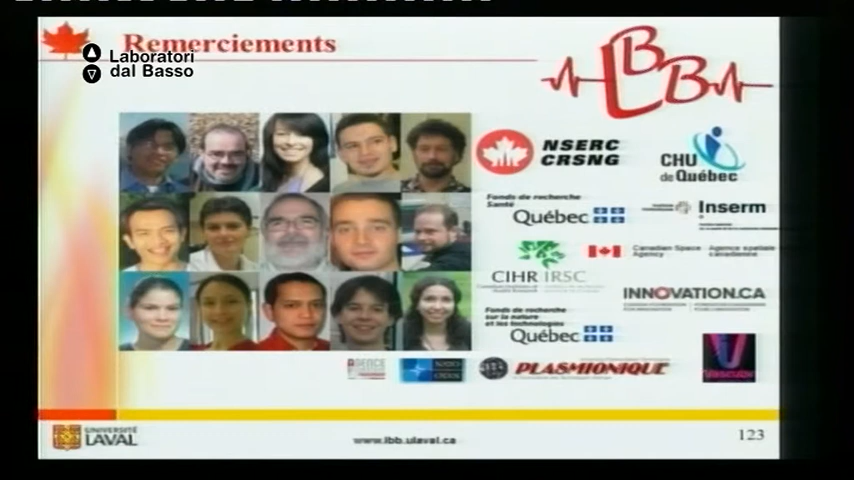 Remerciements
Laboratori
dal Basso
LBB
NSERC
CRSNG
CHU
de Québec
Fonds de recherche
Santé
Québec
Inserm
Canadian Space
Agency
Agence spatiale
canadienne
CIHR IRSC
INNOVATION.CA
Fonds de recherche
sur la nature
et les technologies
Québec
PLASMIONIQUE
UNIVERSITÉ
LAVAL
www.lbb.ulaval.ca
123